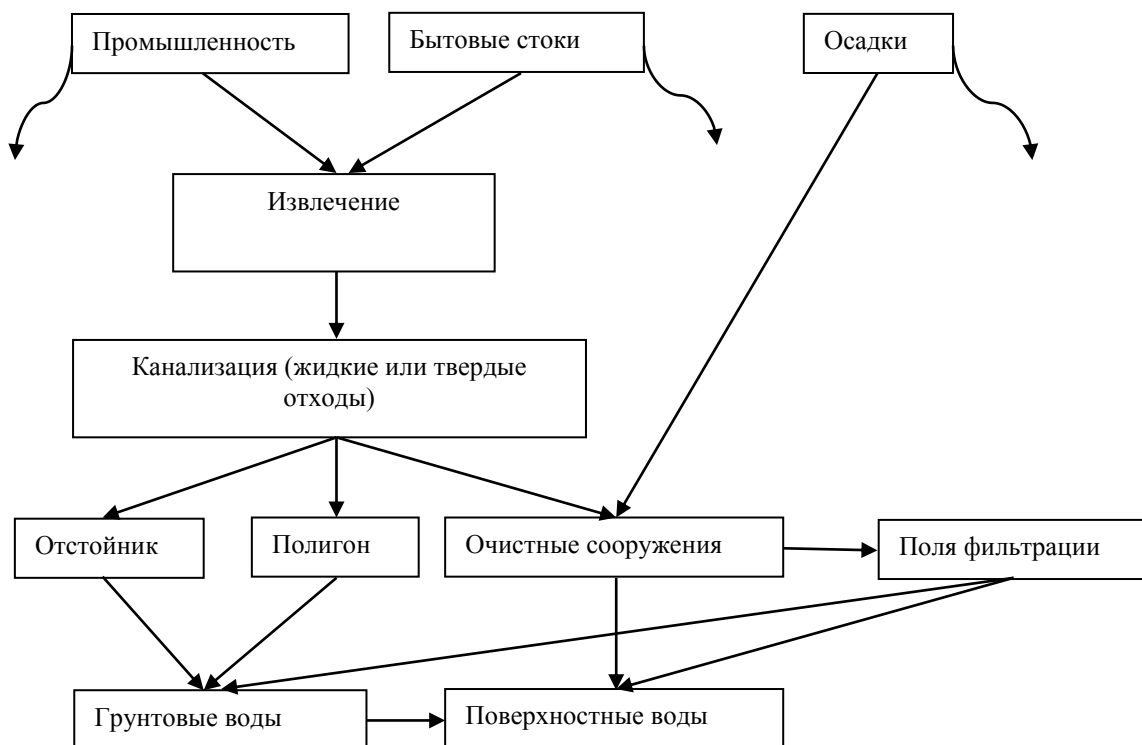 Промышленность
Бытовые стоки
Осадки
Извлечение
Канализация (жидкие или твердые
отходы)
Отстойник
Полигон
Очистные сооружения
Поля фильтрации
Грунтовые воды
Поверхностные воды